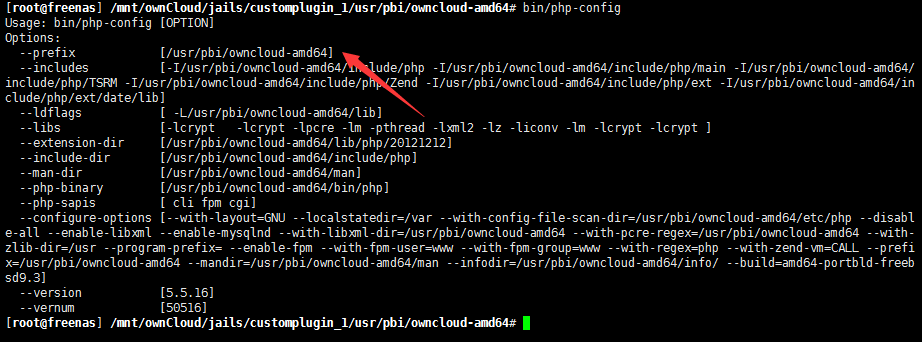 [root@freenas] /mnt/ownCloud/jails/customplugin_1/usr/pbi/owncloud-amd64# bin/php-config
Usage: bin/php-config [OPTION]
Options:
  --prefix            [/usr/pbi/owncloud-amd64]
  --includes          [-I/usr/pbi/owncloud-amd64/include/php -I/usr/pbi/owncloud-amd64/include/php/main -I/usr/pbi/owncloud-amd64/
include/php/TSRM -I/usr/pbi/owncloud-amd64/include/php/Zend -I/usr/pbi/owncloud-amd64/include/php/ext -I/usr/pbi/owncloud-amd64/in
clude/php/ext/date/lib]
  --ldflags           [ -L/usr/pbi/owncloud-amd64/lib]
  --libs              [-lcrypt   -lcrypt -lpcre -lm -pthread -lxml2 -lz -liconv -lm -lcrypt -lcrypt ]
  --extension-dir     [/usr/pbi/owncloud-amd64/lib/php/20121212]
  --include-dir       [/usr/pbi/owncloud-amd64/include/php]
  --man-dir           [/usr/pbi/owncloud-amd64/man]
  --php-binary        [/usr/pbi/owncloud-amd64/bin/php]
  --php-sapis         [ cli fpm cgi]
  --configure-options [--with-layout=GNU --localstatedir=/var --with-config-file-scan-dir=/usr/pbi/owncloud-amd64/etc/php --disabl
e-all --enable-libxml --enable-mysqlnd --with-libxml-dir=/usr/pbi/owncloud-amd64 --with-pcre-regex=/usr/pbi/owncloud-amd64 --with-
zlib-dir=/usr --program-prefix= --enable-fpm --with-fpm-user=www --with-fpm-group=www --with-regex=php --with-zend-vm=CALL --prefi
x=/usr/pbi/owncloud-amd64 --mandir=/usr/pbi/owncloud-amd64/man --infodir=/usr/pbi/owncloud-amd64/info/ --build=amd64-portbld-freeb
sd9.3]
  --version           [5.5.16]
  --vernum            [50516]
[root@freenas] /mnt/ownCloud/jails/customplugin_1/usr/pbi/owncloud-amd64#